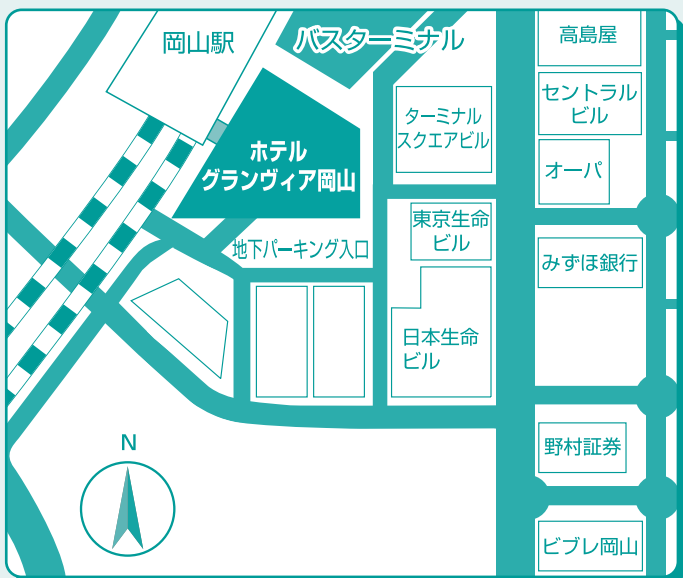 岡山駅
バスターミナル
高島屋
セントラル
ビル
ターミナル
スクエアビル
ホテル
グランヴィア岡山
オーパ
東京生命
ビル
地下パーキング入口
みずほ銀行
日本生命
ビル
野村証券
N
ビブレ岡山